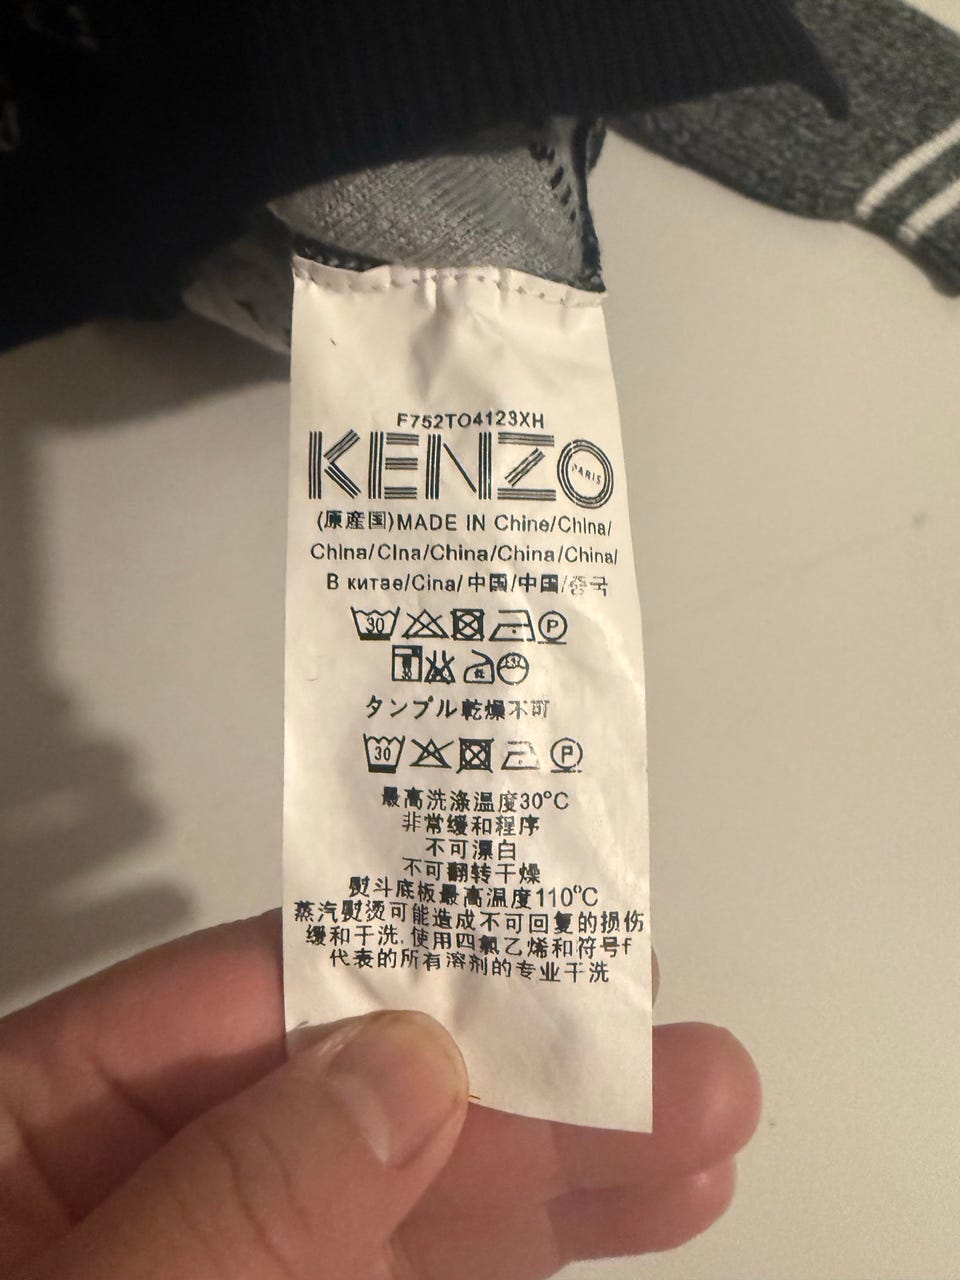 F752TO4123XH
KENZO PARIS
(原産国)MADE IN Chine/China/
China/Cina/China/China/China/
В китае/Cina/中国/中国/중국
30 P
タンブル乾燥不可
30 P
最高洗涤温度30°C
非常缓和程序
不可漂白
不可翻转干燥
熨斗底板最高温度110°C
蒸汽熨烫可能造成不可回复的损伤
缓和干洗,使用四氯乙烯和符号f
代表的所有溶剂的专业干洗